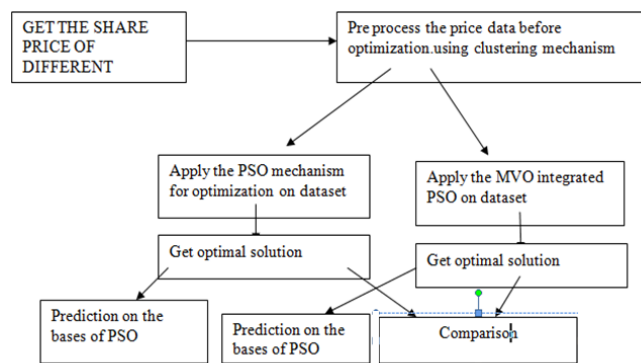 GET THE SHARE
PRICE OF
DIFFERENT
Pre process the price data before
optimization.using clustering mechanism
Apply the PSO mechanism
for optimization on dataset
Apply the MVO integrated
PSO on dataset
Get optimal solution
Get optimal solution
Prediction on the
bases of PSO
Prediction on the
bases of PSO
Comparison